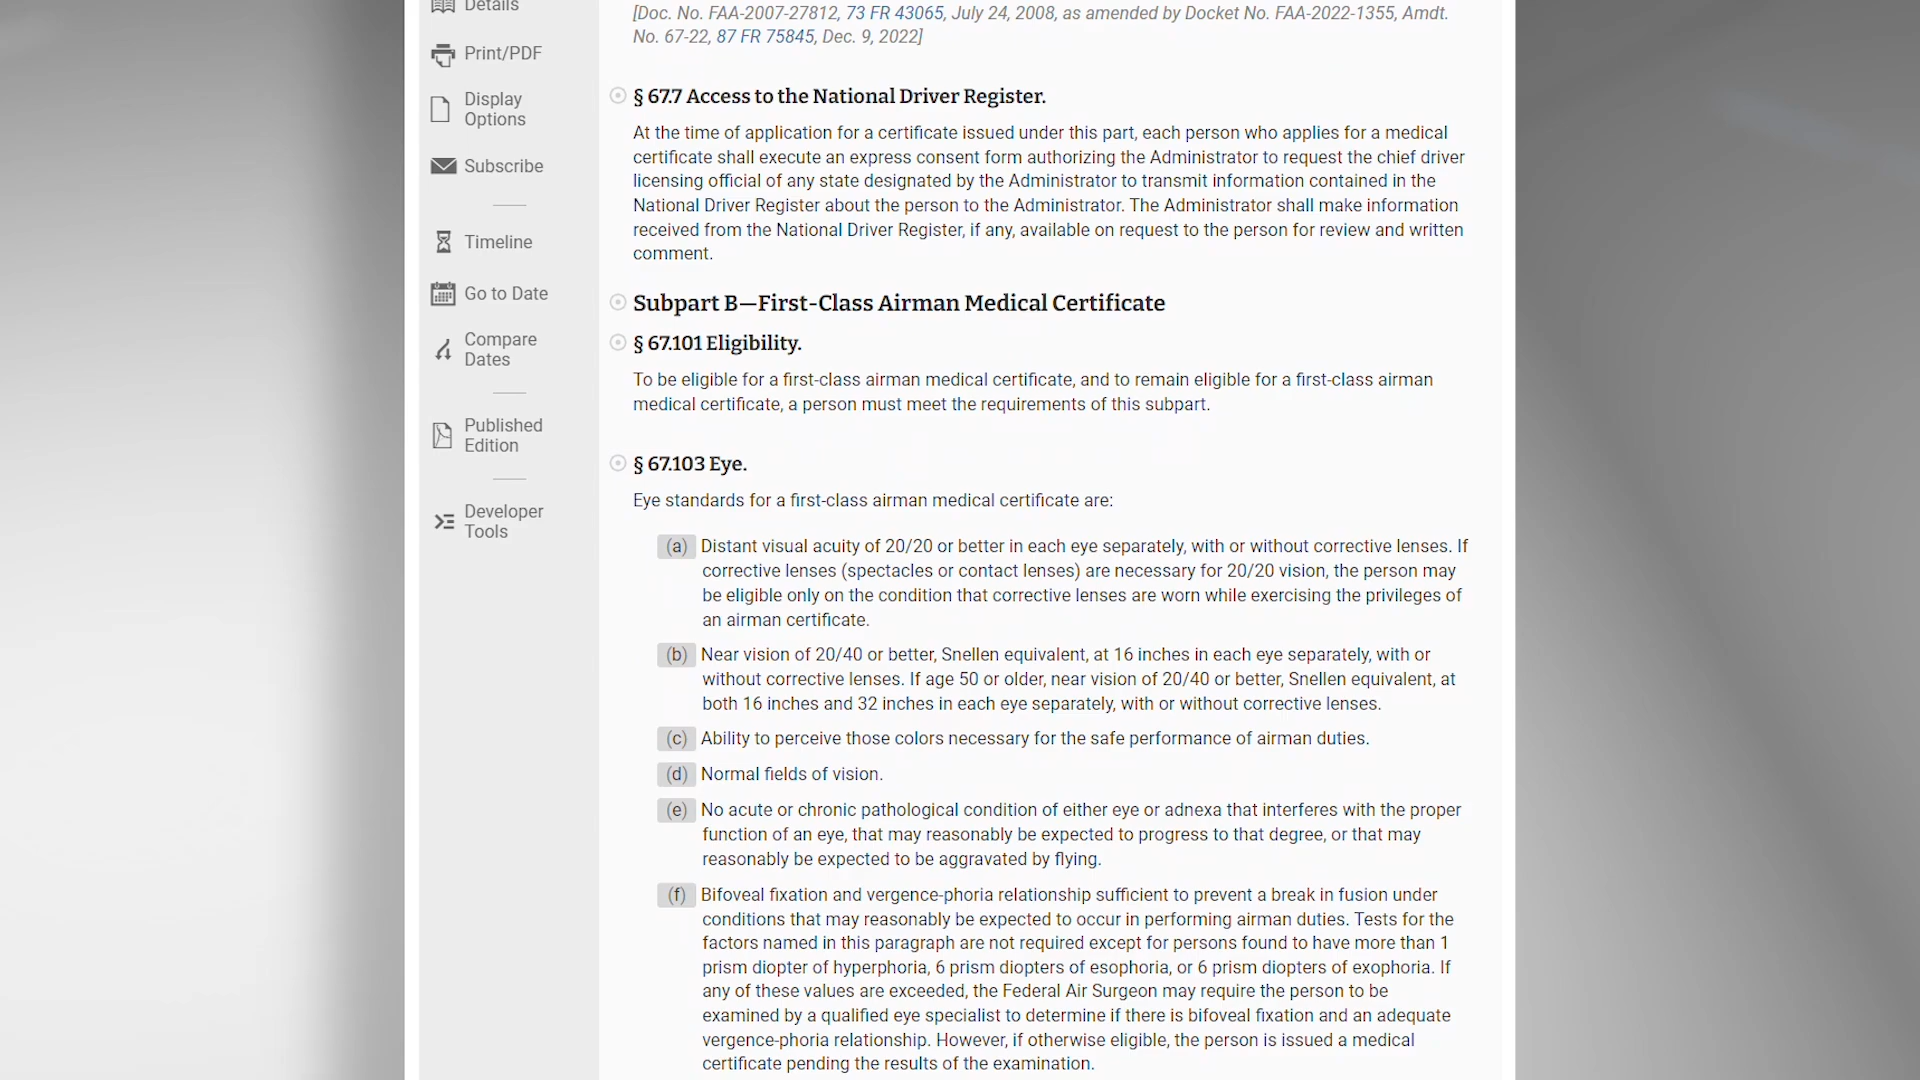 Details
Print/PDF
Display
Options
Subscribe
Timeline
Go to Date
Compare
Dates
Published
Edition
Developer
Tools
[Doc. No. FAA-2007-27812, 73 FR 43065, July 24, 2008, as amended by Docket No. FAA-2022-1355, Amdt.
No. 67-22, 87 FR 75845, Dec. 9, 2022]
§ 67.7 Access to the National Driver Register.
At the time of application for a certificate issued under this part, each person who applies for a medical
certificate shall execute an express consent form authorizing the Administrator to request the chief driver
licensing official of any state designated by the Administrator to transmit information contained in the
National Driver Register about the person to the Administrator. The Administrator shall make information
received from the National Driver Register, if any, available on request to the person for review and written
comment.
Subpart B—First-Class Airman Medical Certificate
§ 67.101 Eligibility.
To be eligible for a first-class airman medical certificate, and to remain eligible for a first-class airman
medical certificate, a person must meet the requirements of this subpart.
§ 67.103 Eye.
Eye standards for a first-class airman medical certificate are:
(a) Distant visual acuity of 20/20 or better in each eye separately, with or without corrective lenses. If
corrective lenses (spectacles or contact lenses) are necessary for 20/20 vision, the person may
be eligible only on the condition that corrective lenses are worn while exercising the privileges of
an airman certificate.
(b) Near vision of 20/40 or better, Snellen equivalent, at 16 inches in each eye separately, with or
without corrective lenses. If age 50 or older, near vision of 20/40 or better, Snellen equivalent, at
both 16 inches and 32 inches in each eye separately, with or without corrective lenses.
(c) Ability to perceive those colors necessary for the safe performance of airman duties.
(d) Normal fields of vision.
(e) No acute or chronic pathological condition of either eye or adnexa that interferes with the proper
function of an eye, that may reasonably be expected to progress to that degree, or that may
reasonably be expected to be aggravated by flying.
(f) Bifoveal fixation and vergence-phoria relationship sufficient to prevent a break in fusion under
conditions that may reasonably be expected to occur in performing airman duties. Tests for the
factors named in this paragraph are not required except for persons found to have more than 1
prism diopter of hyperphoria, 6 prism diopters of esophoria, or 6 prism diopters of exophoria. If
any of these values are exceeded, the Federal Air Surgeon may require the person to be
examined by a qualified eye specialist to determine if there is bifoveal fixation and an adequate
vergence-phoria relationship. However, if otherwise eligible, the person is issued a medical
certificate pending the results of the examination.